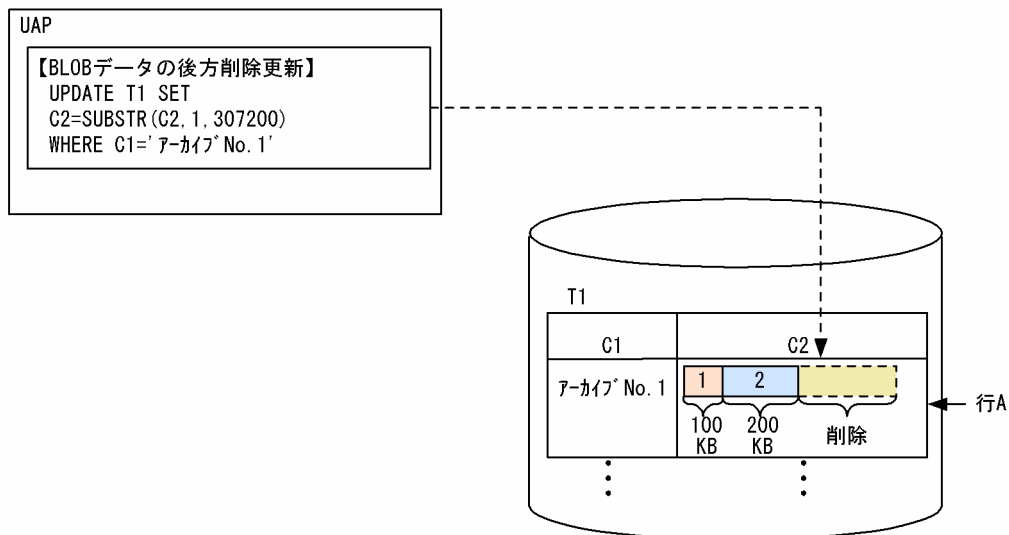 UAP
【BLOBデータの後方削除更新】
UPDATE T1 SET
C2=SUBSTR(C2,1,307200)
WHERE C1='ｱｰｶｲﾌﾞNo.1'
T1
C1 C2
ｱｰｶｲﾌﾞNo.1 1 2
行A
100 200 削除
KB KB